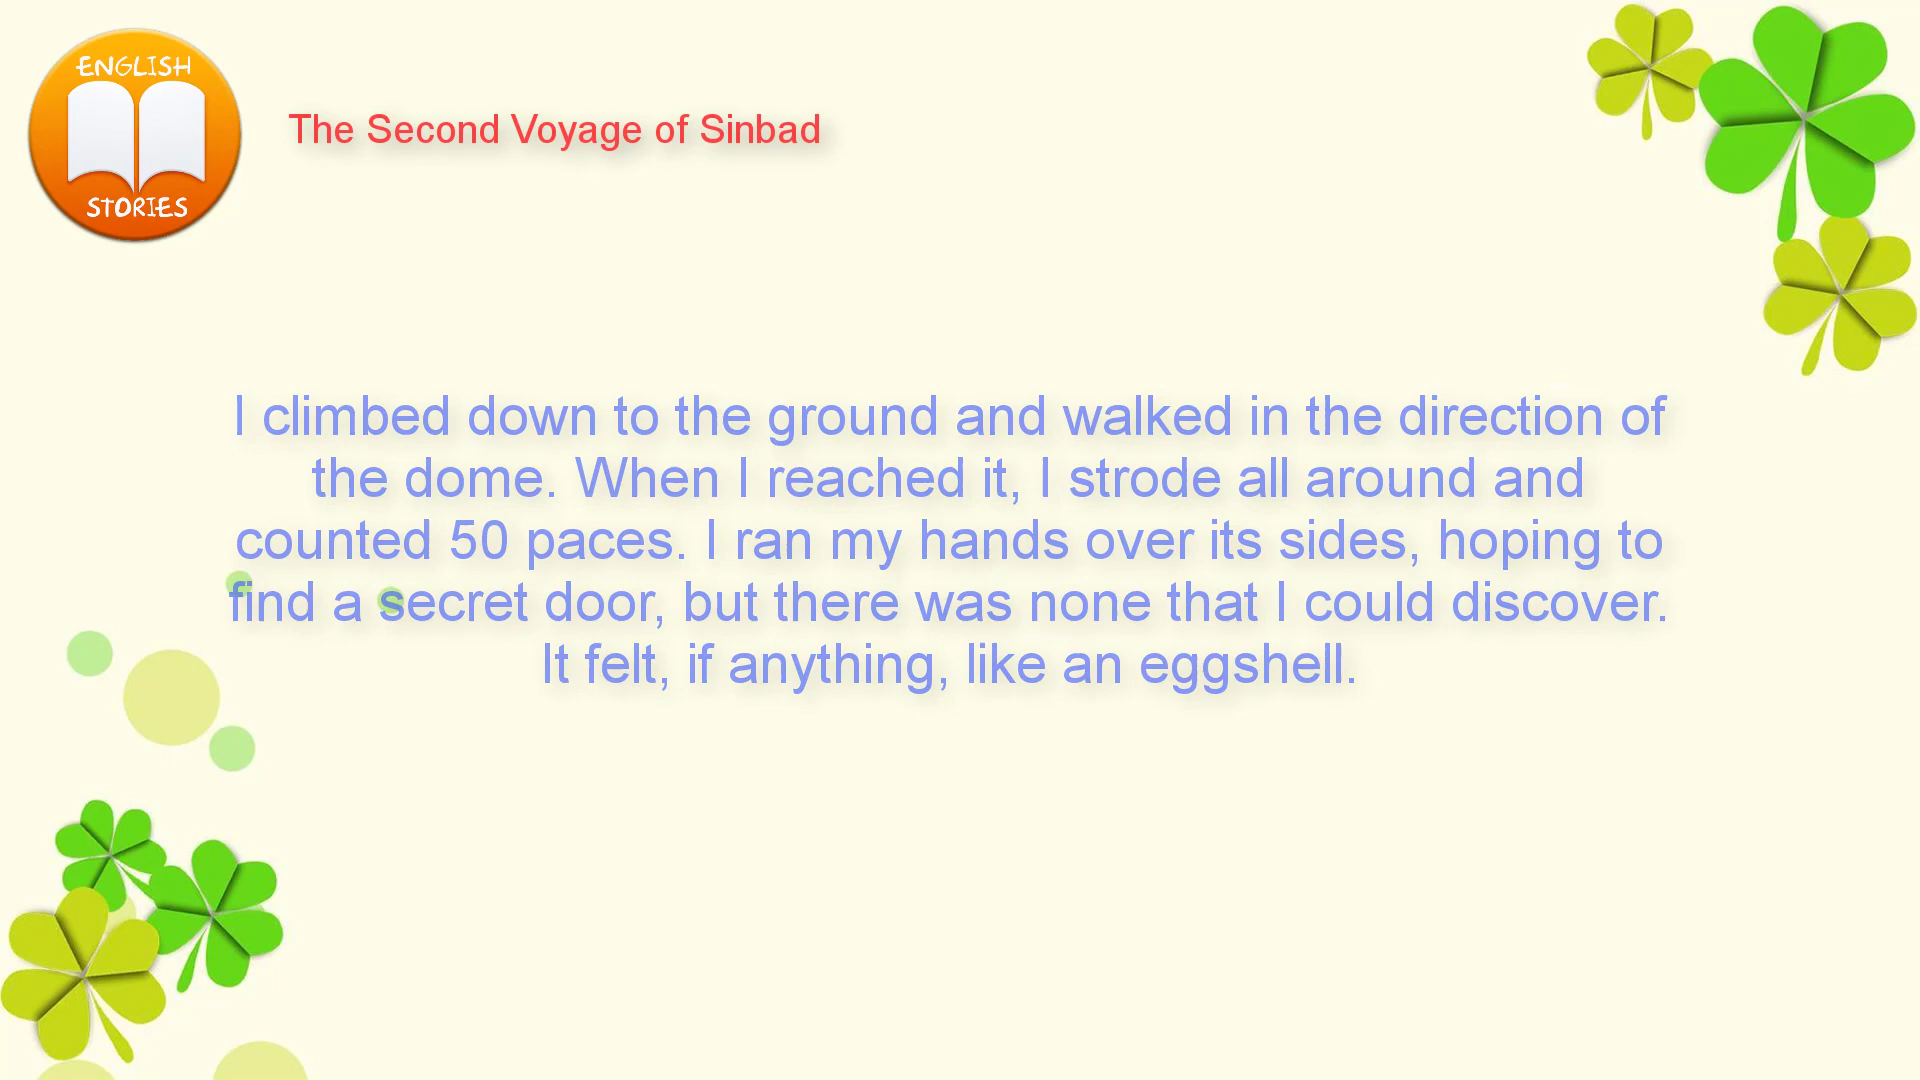 ENGLISH
STORIES
The Second Voyage of Sinbad
I climbed down to the ground and walked in the direction of
the dome. When I reached it, I strode all around and
counted 50 paces. I ran my hands over its sides, hoping to
find a secret door, but there was none that I could discover.
It felt, if anything, like an eggshell.